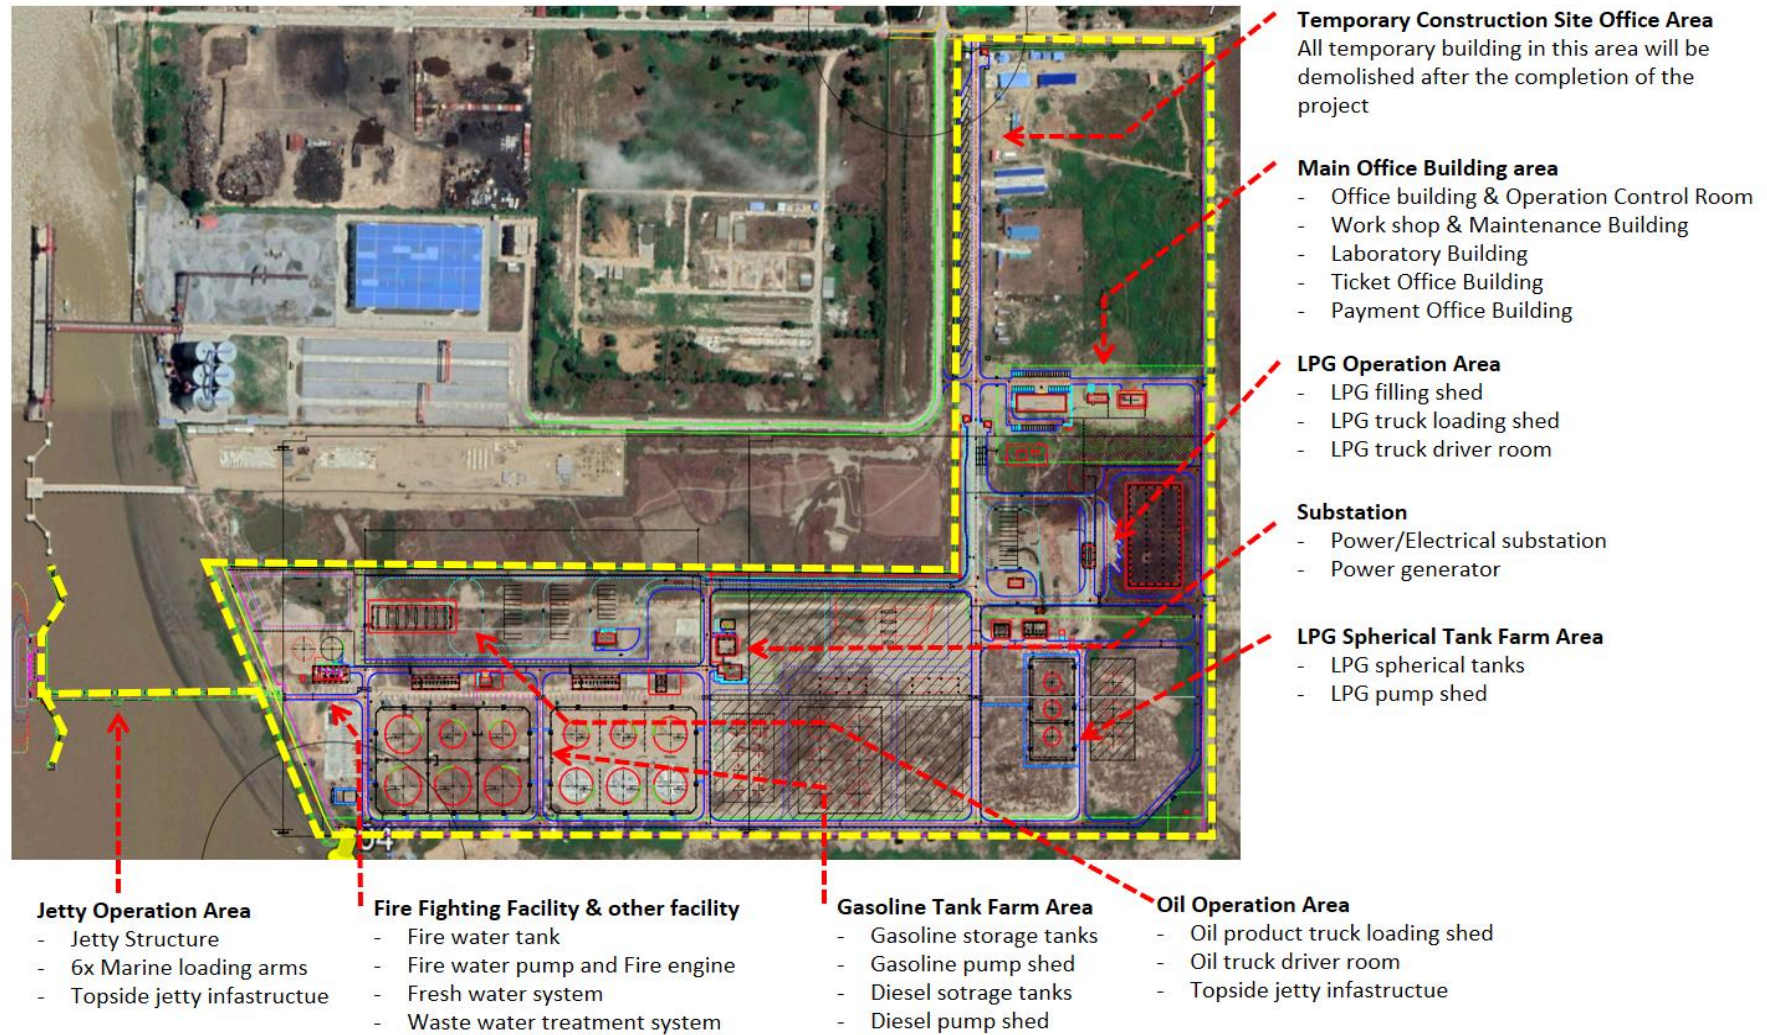 Temporary Construction Site Office Area
All temporary building in this area will be
demolished after the completion of the
project
Main Office Building area
- Office building & Operation Control Room
- Work shop & Maintenance Building
- Laboratory Building
- Ticket Office Building
- Payment Office Building
LPG Operation Area
- LPG filling shed
- LPG truck loading shed
- LPG truck driver room
Substation
- Power/Electrical substation
- Power generator
LPG Spherical Tank Farm Area
- LPG spherical tanks
- LPG pump shed
Jetty Operation Area
- Jetty Structure
- 6x Marine loading arms
- Topside jetty infastructue
Fire Fighting Facility & other facility
- Fire water tank
- Fire water pump and Fire engine
- Fresh water system
- Waste water treatment system
Gasoline Tank Farm Area
- Gasoline storage tanks
- Gasoline pump shed
- Diesel sotrage tanks
- Diesel pump shed
Oil Operation Area
- Oil product truck loading shed
- Oil truck driver room
- Topside jetty infastructue